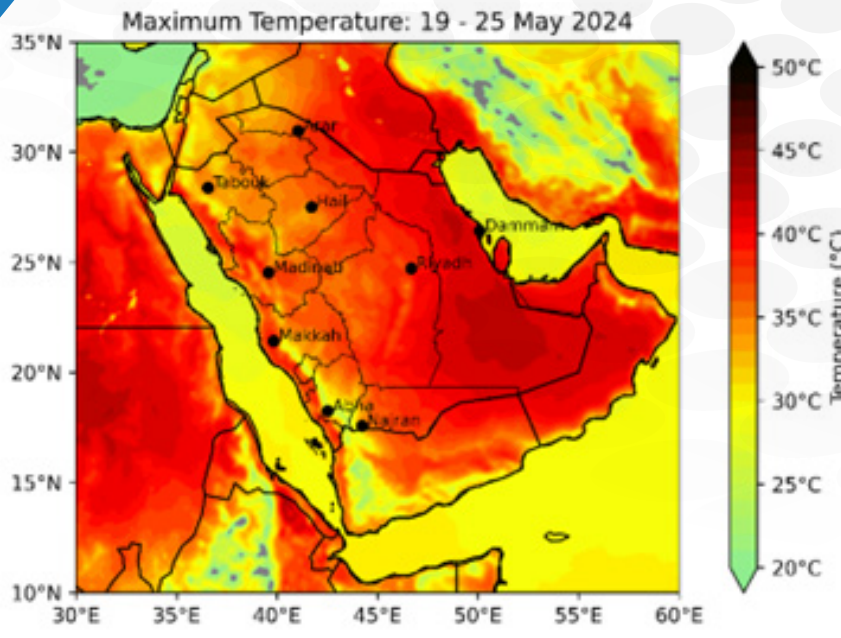 Maximum Temperature: 19 - 25 May 2024
35°N
30°N
25°N
20°N
15°N
10°N
30°E 35°E 40°E 45°E 50°E 55°E 60°E
Arar
Tabouk
Hail
Dammam
Madinah
Riyadh
Makkah
Abha
Najran
50°C
45°C
40°C
35°C
30°C
25°C
20°C
Temperature (°C)